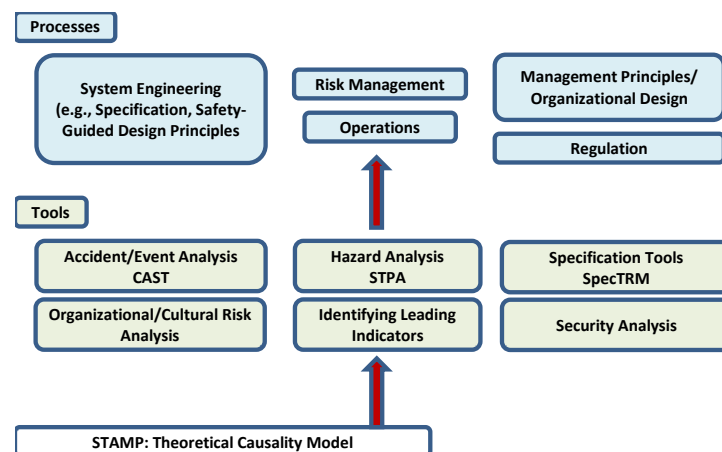 Processes
System Engineering
(e.g., Specification, Safety-
Guided Design Principles
Risk Management
Operations
Management Principles/
Organizational Design
Regulation
Tools
Accident/Event Analysis
CAST
Hazard Analysis
STPA
Specification Tools
SpecTRM
Organizational/Cultural Risk
Analysis
Identifying Leading
Indicators
Security Analysis
STAMP: Theoretical Causality Model